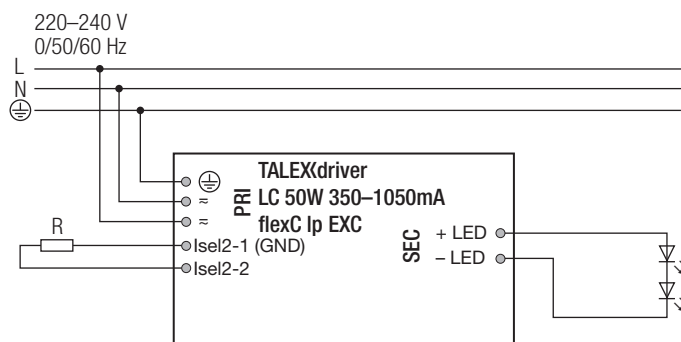 220–240 V
0/50/60 Hz
L
N
PRI
TALEXXdriver
LC 50W 350–1050mA
flexC lp EXC
≂
≂
R
Isel2-1 (GND)
Isel2-2
SEC
+ LED
– LED